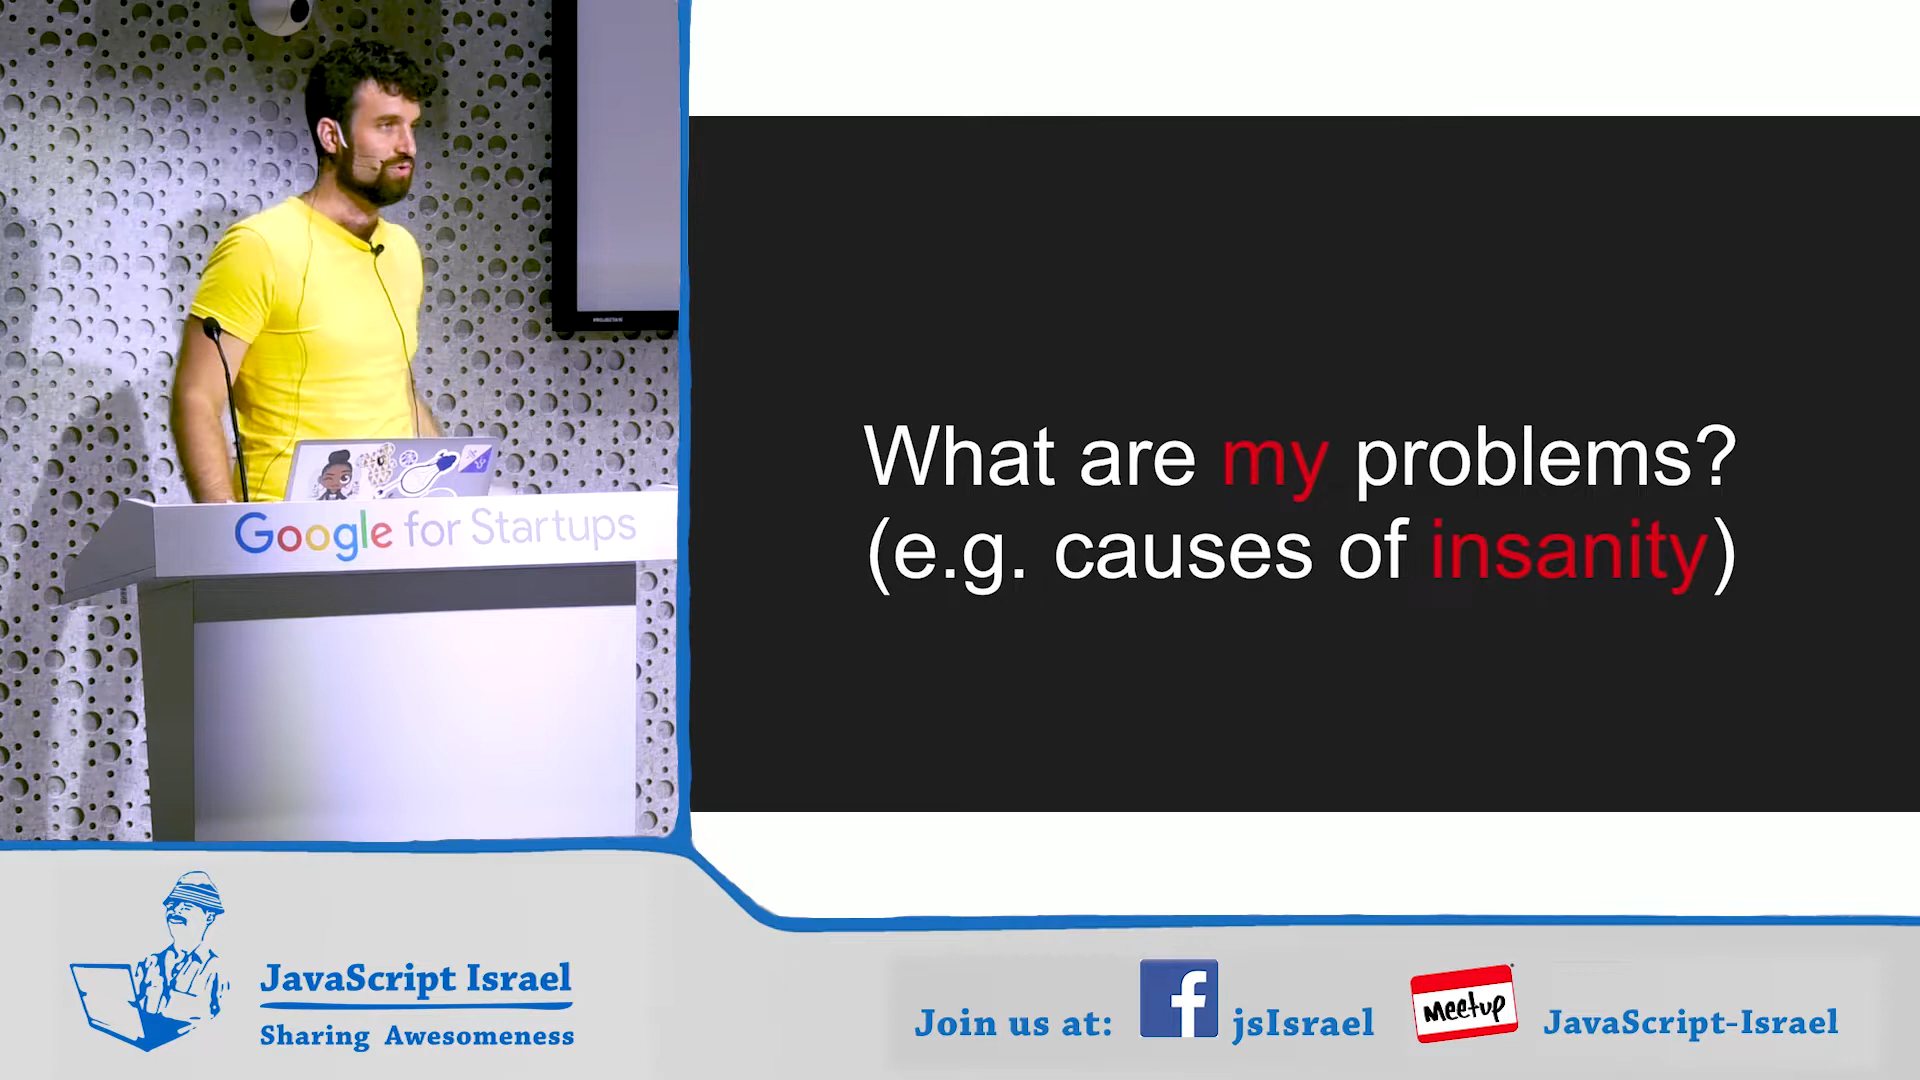 Google for Startups
What are my problems?
(e.g. causes of insanity)
JavaScript Israel
Sharing Awesomeness
Join us at:
jsIsrael
meetup
JavaScript-Israel